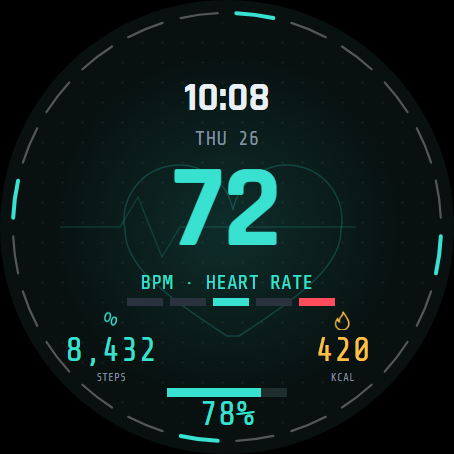 10:08
THU 26
72
BPM · HEART RATE
8,432
STEPS
420
KCAL
78%